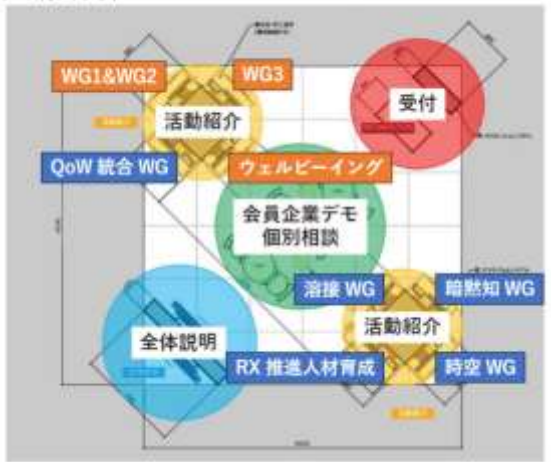 WG1&WG2
WG3
受付
活動紹介
QoW 統合 WG
ウェルビーイング
会員企業デモ
個別相談
溶接 WG
暗黙知 WG
活動紹介
全体説明
RX 推進人材育成
時空 WG